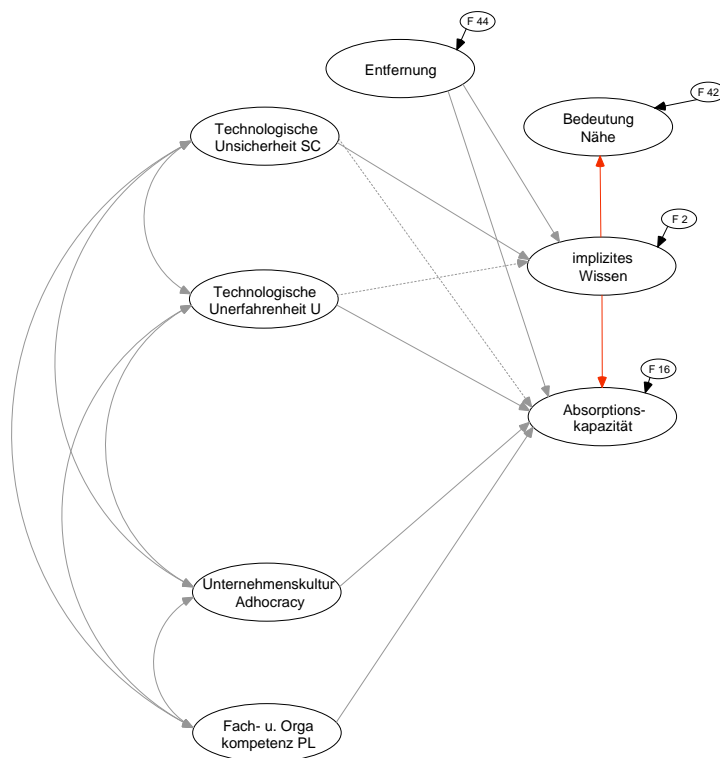 F 44
Entfernung
F 42
Bedeutung
Nähe
Technologische
Unsicherheit SC
F 2
implizites
Wissen
Technologische
Unerfahrenheit U
F 16
Absorptions-
kapazität
Unternehmenskultur
Adhocracy
Fach- u. Orga
kompetenz PL